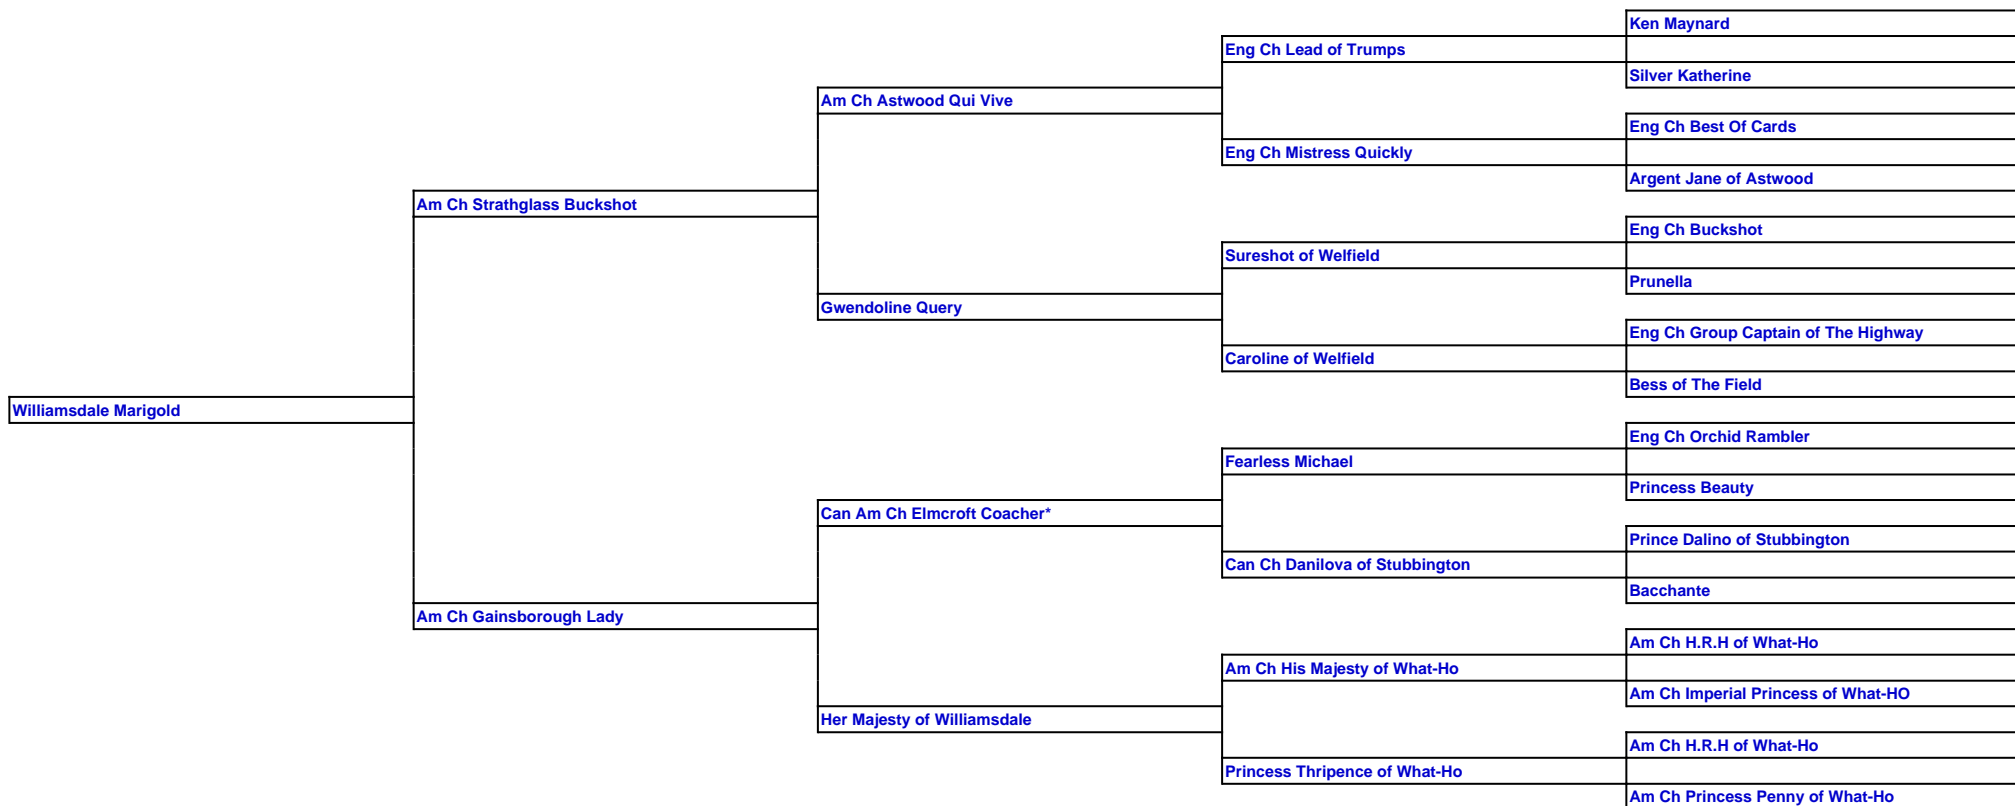 Ken Maynard
Eng Ch Lead of Trumps
Silver Katherine
Am Ch Astwood Qui Vive
Eng Ch Best Of Cards
Eng Ch Mistress Quickly
Argent Jane of Astwood
Am Ch Strathglass Buckshot
Eng Ch Buckshot
Sureshot of Welfield
Prunella
Gwendoline Query
Eng Ch Group Captain of The Highway
Caroline of Welfield
Bess of The Field
Williamsdale Marigold
Eng Ch Orchid Rambler
Fearless Michael
Princess Beauty
Can Am Ch Elmcroft Coacher*
Prince Dalino of Stubbington
Can Ch Danilova of Stubbington
Bacchante
Am Ch Gainsborough Lady
Am Ch H.R.H of What-Ho
Am Ch His Majesty of What-Ho
Am Ch Imperial Princess of What-HO
Her Majesty of Williamsdale
Am Ch H.R.H of What-Ho
Princess Thripence of What-Ho
Am Ch Princess Penny of What-Ho